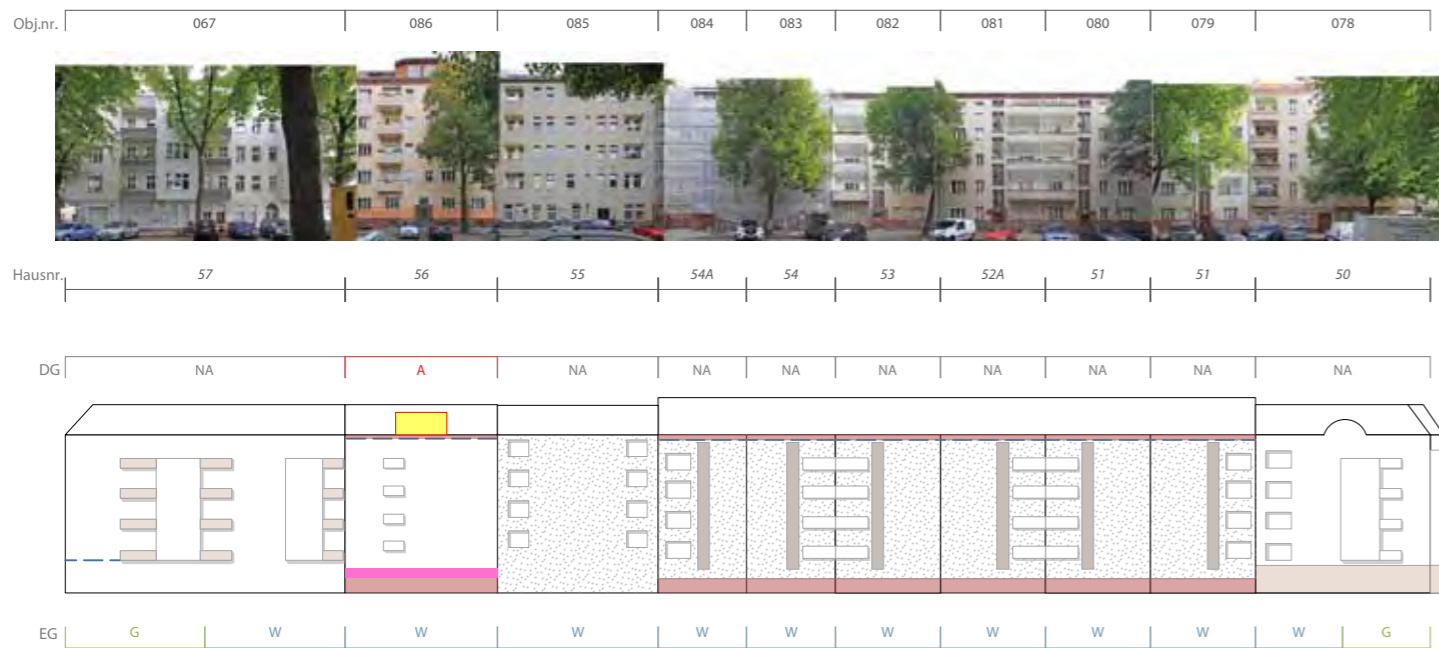 Obj.nr. 067 086 085 084 083 082 081 080 079 078
Hausnr. 57 56 55 54A 54 53 52A 51 51 50
DG NA A NA NA NA NA NA NA NA NA
EG G W W W W W W W W W W G